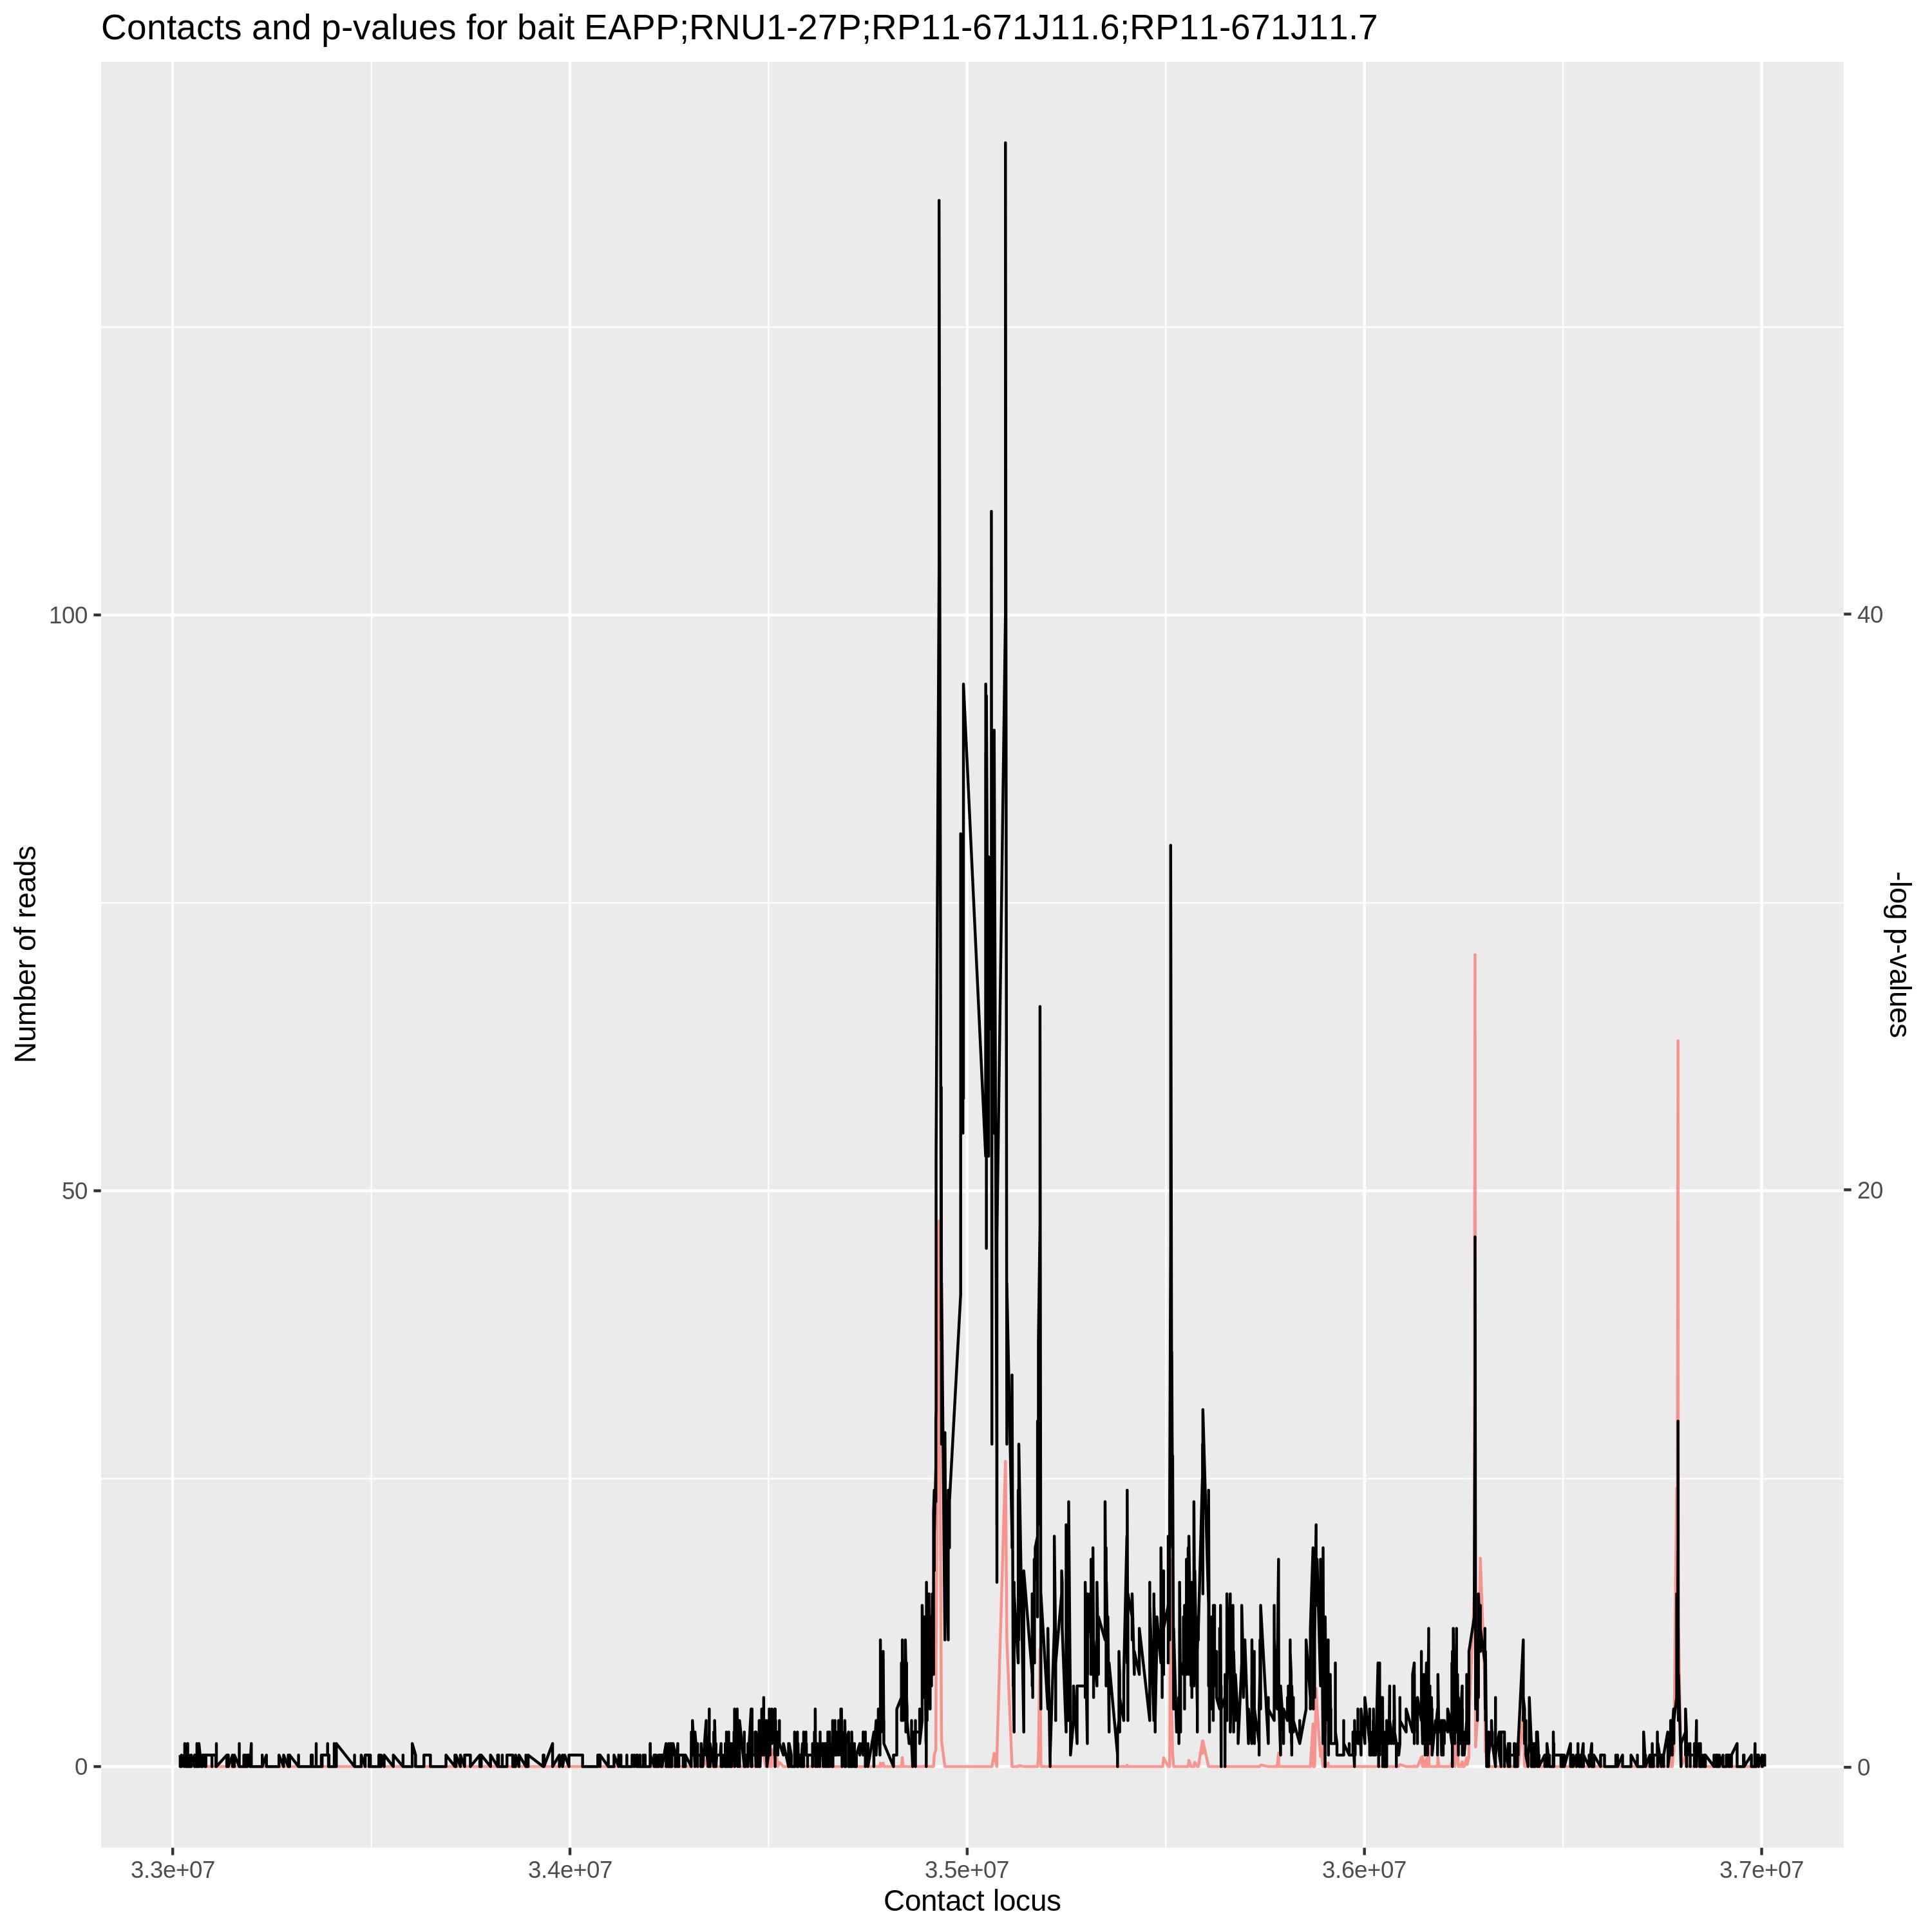 Contacts and p-values for bait EAPP;RNU1-27P;RP11-671J11.6;RP11-671J11.7
Number of reads
100
50
0
40
20
0
-log p-values
3.3e+07
3.4e+07
3.5e+07
3.6e+07
3.7e+07
Contact locus